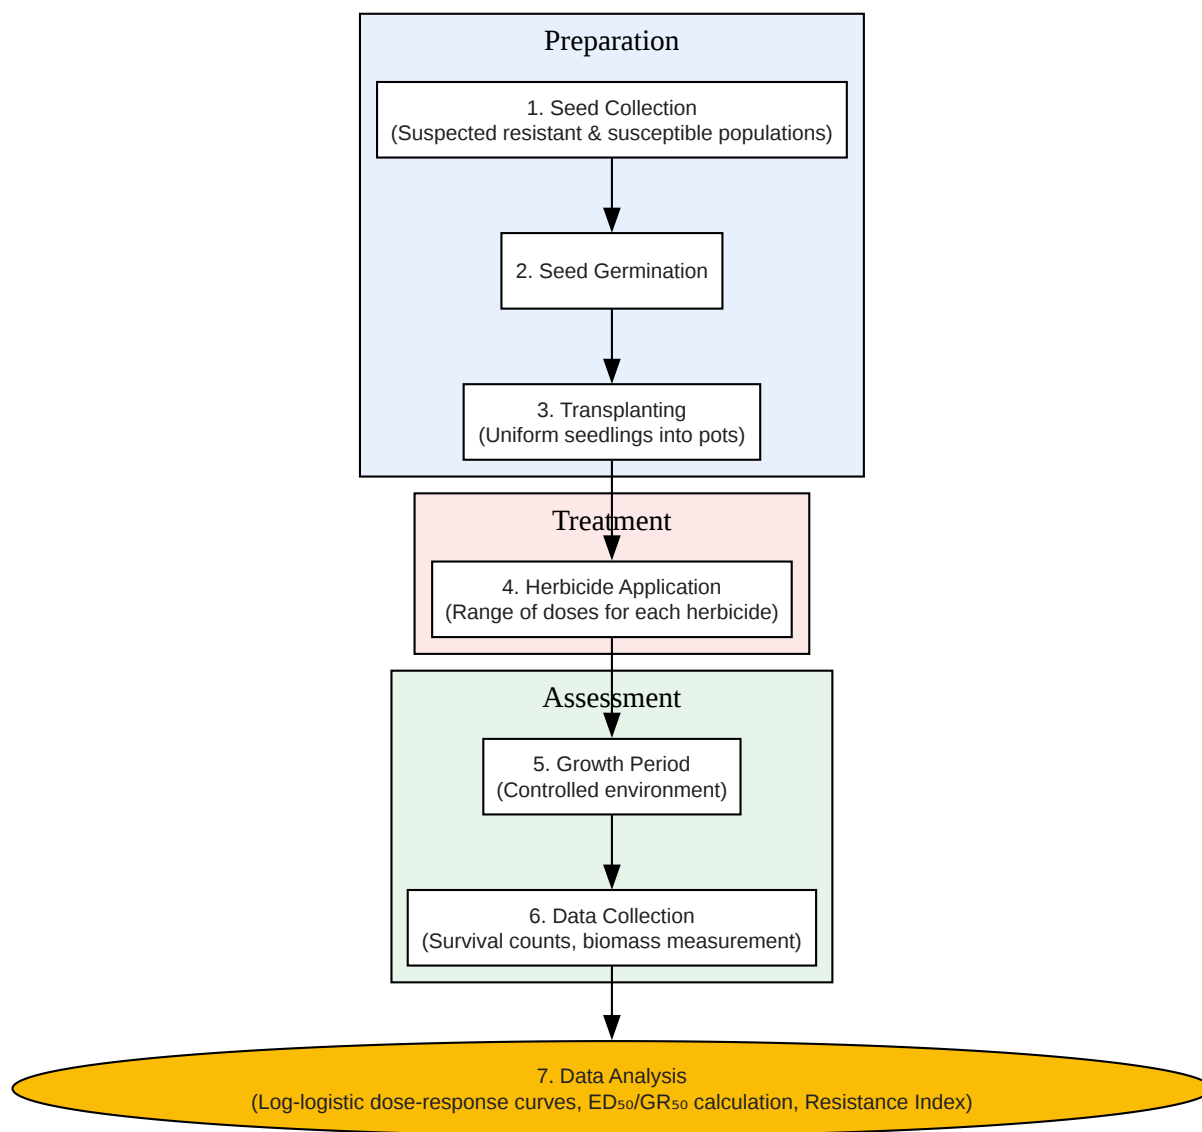 Preparation
1. Seed Collection
(Suspected resistant & susceptible populations)
2. Seed Germination
3. Transplanting
(Uniform seedlings into pots)
Treatment
4. Herbicide Application
(Range of doses for each herbicide)
Assessment
5. Growth Period
(Controlled environment)
6. Data Collection
(Survival counts, biomass measurement)
7. Data Analysis
(Log-logistic dose-response curves, ED₅₀/GR₅₀ calculation, Resistance Index)